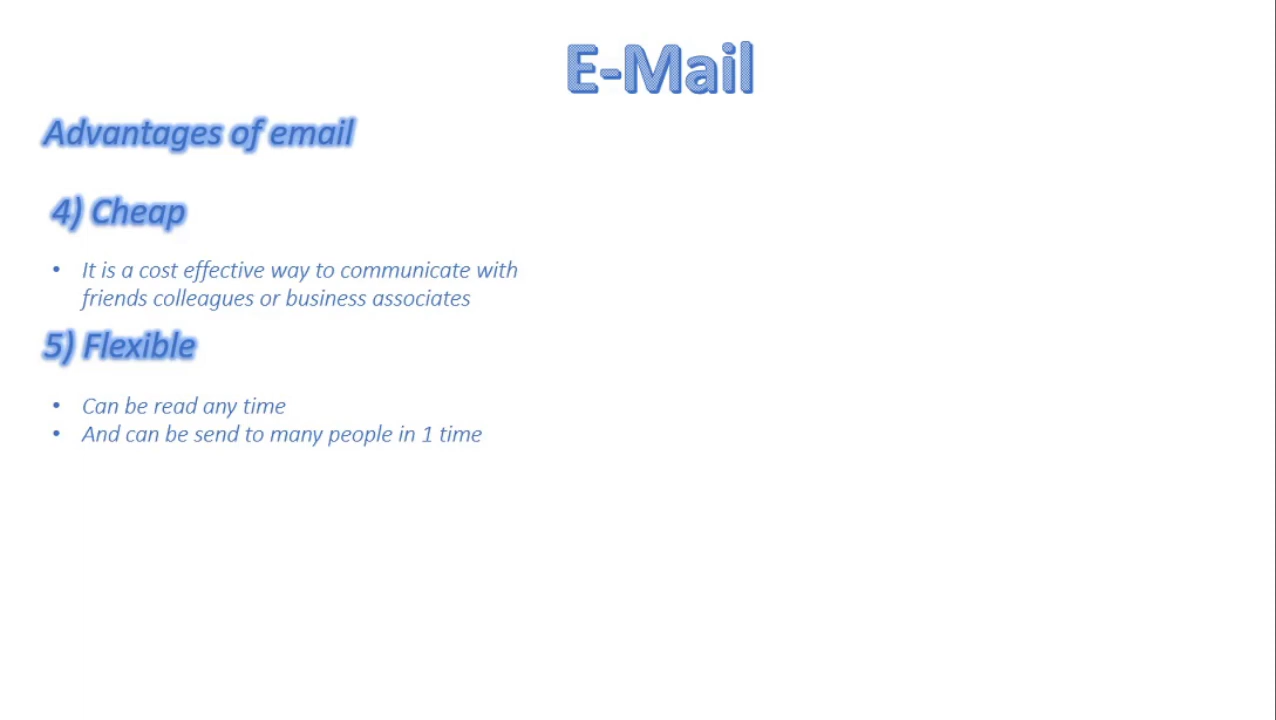 E-Mail
Advantages of email
4) Cheap
• It is a cost effective way to communicate with
friends colleagues or business associates
5) Flexible
• Can be read any time
• And can be send to many people in 1 time